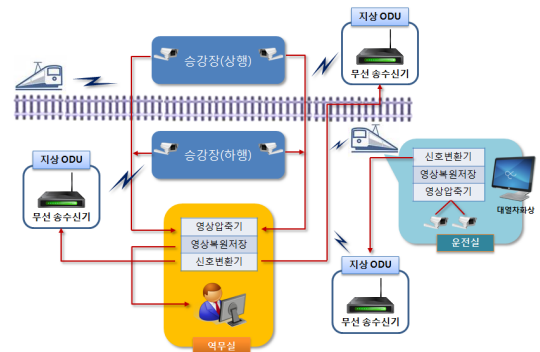 지상 ODU
무선 송수신기
승강장(상행)
승강장(하행)
지상 ODU
무선 송수신기
신호변환기
영상복원저장
영상압축기
대열차화상
운전실
영상압축기
영상복원저장
신호변환기
역무실
지상 ODU
무선 송수신기